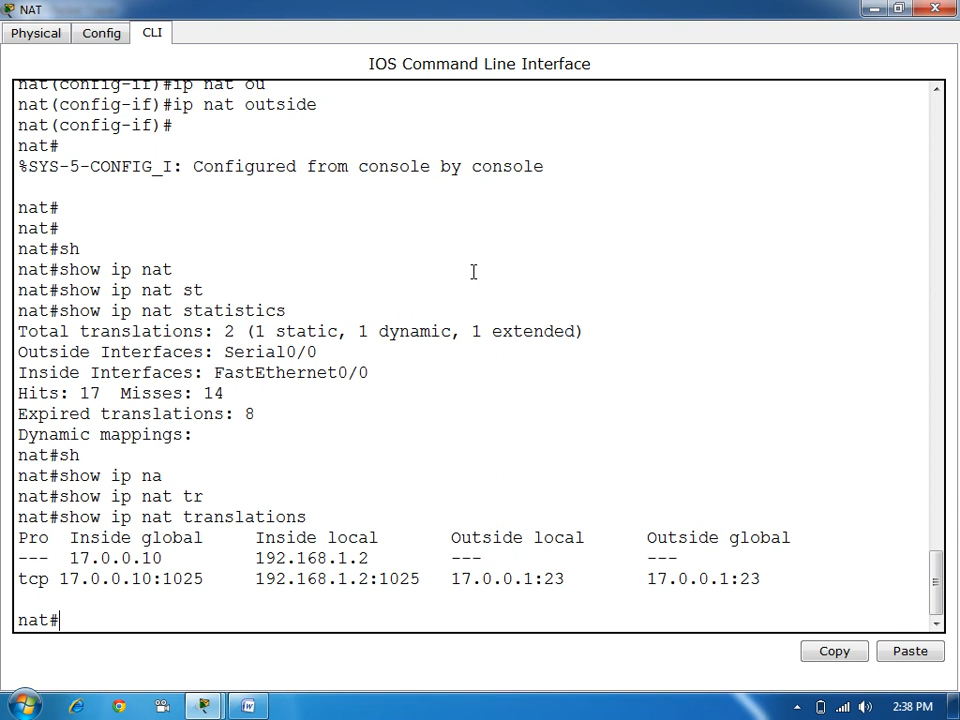 NAT
Physical Config CLI
IOS Command Line Interface
nat(config-if)#ip nat ou
nat(config-if)#ip nat outside
nat(config-if)#
nat#
%SYS-5-CONFIG_I: Configured from console by console
nat#
nat#
nat#sh
nat#show ip nat
nat#show ip nat st
nat#show ip nat statistics
Total translations: 2 (1 static, 1 dynamic, 1 extended)
Outside Interfaces: Serial0/0
Inside Interfaces: FastEthernet0/0
Hits: 17  Misses: 14
Expired translations: 8
Dynamic mappings:
nat#sh
nat#show ip na
nat#show ip nat tr
nat#show ip nat translations
Pro  Inside global     Inside local       Outside local      Outside global
---  17.0.0.10         192.168.1.2        ---                ---
tcp 17.0.0.10:1025     192.168.1.2:1025   17.0.0.1:23        17.0.0.1:23
nat#
Copy Paste
2:38 PM